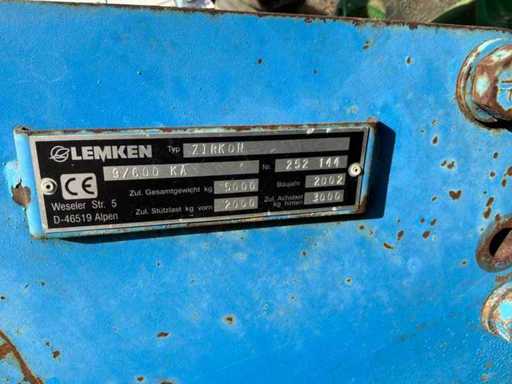 LEMKEN Typ ZIRKON
9/600 KA Nr. 252 144
CE Zul. Gesamtgewicht kg 5000 Baujahr 2002
Weseler Str. 5
D-46519 Alpen Zul. Stützlast kg vorn 2000 Zul. Achslast kg hinten 3000